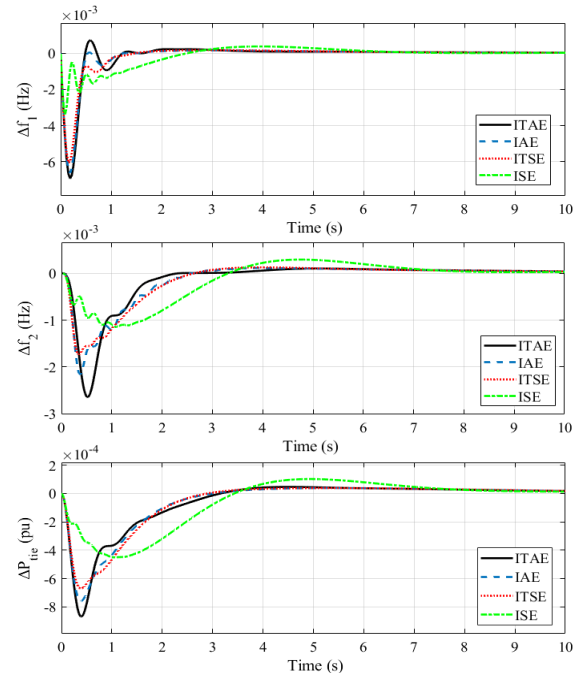 ×10⁻³
0
-2
-4
-6
Δf₁ (Hz)
ITAE
IAE
ITSE
ISE
0 1 2 3 4 5 6 7 8 9 10
Time (s)
×10⁻³
0
-1
-2
-3
Δf₂ (Hz)
ITAE
IAE
ITSE
ISE
0 1 2 3 4 5 6 7 8 9 10
Time (s)
×10⁻⁴
2
0
-2
-4
-6
-8
ΔP_tie (pu)
ITAE
IAE
ITSE
ISE
0 1 2 3 4 5 6 7 8 9 10
Time (s)